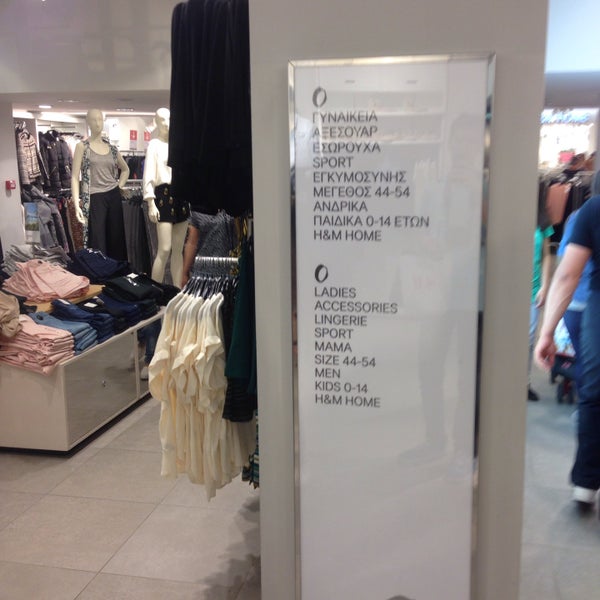 0
ΓΥΝΑΙΚΕΙΑ
ΑΞΕΣΟΥΑΡ
ΕΣΩΡΟΥΧΑ
SPORT
ΕΓΚΥΜΟΣΥΝΗΣ
ΜΕΓΕΘΟΣ 44-54
ΑΝΔΡΙΚΑ
ΠΑΙΔΙΚΑ 0-14 ΕΤΩΝ
H&M HOME
0
LADIES
ACCESSORIES
LINGERIE
SPORT
MAMA
SIZE 44-54
MEN
KIDS 0-14
H&M HOME